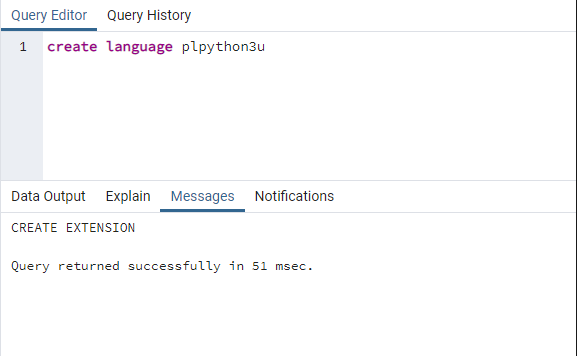 Query Editor Query History
1 create language plpython3u
Data Output Explain Messages Notifications
CREATE EXTENSION
Query returned successfully in 51 msec.